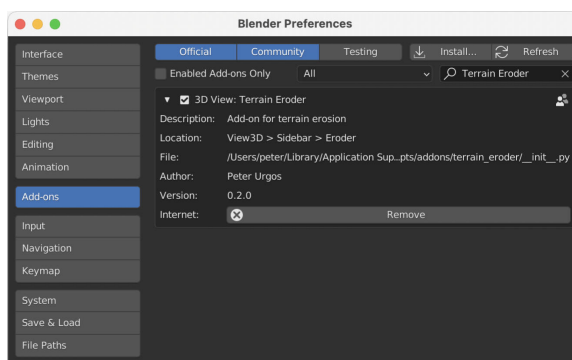 Blender Preferences
Interface
Themes
Viewport
Lights
Editing
Animation
Add-ons
Input
Navigation
Keymap
System
Save & Load
File Paths
Official Community Testing Install... Refresh
Enabled Add-ons Only All Terrain Eroder
3D View: Terrain Eroder
Description: Add-on for terrain erosion
Location: View3D > Sidebar > Eroder
File: /Users/peter/Library/Application Sup...pts/addons/terrain_eroder/__init__.py
Author: Peter Urgos
Version: 0.2.0
Internet: Remove